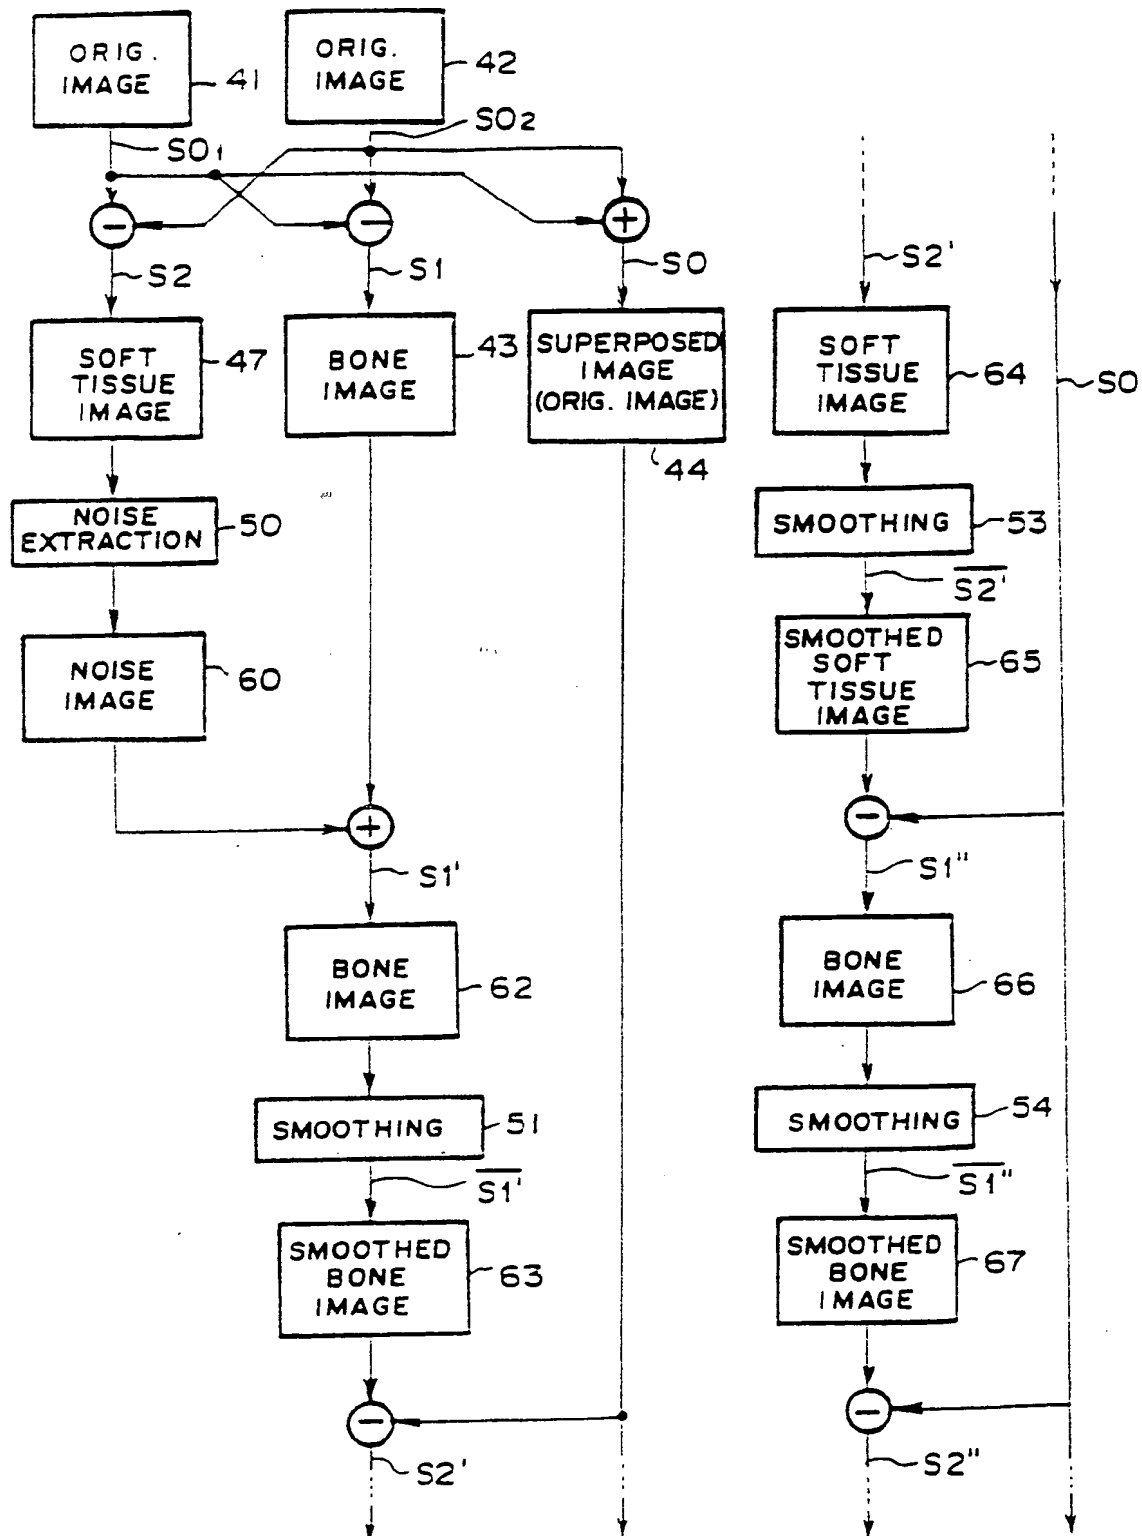 ORIG.
IMAGE
41
ORIG.
IMAGE
42
SO1
SO2
−
−
+
S2
S1
SO
SOFT
TISSUE
IMAGE
47
BONE
IMAGE
43
SUPERPOSED
IMAGE
(ORIG. IMAGE)
44
NOISE
EXTRACTION
50
NOISE
IMAGE
60
+
S1'
BONE
IMAGE
62
SMOOTHING
51
S1'
SMOOTHED
BONE
IMAGE
63
−
S2'
S2'
SOFT
TISSUE
IMAGE
64
SO
SMOOTHING
53
S2'
SMOOTHED
SOFT
TISSUE
IMAGE
65
−
S1"
BONE
IMAGE
66
SMOOTHING
54
S1"
SMOOTHED
BONE
IMAGE
67
−
S2"